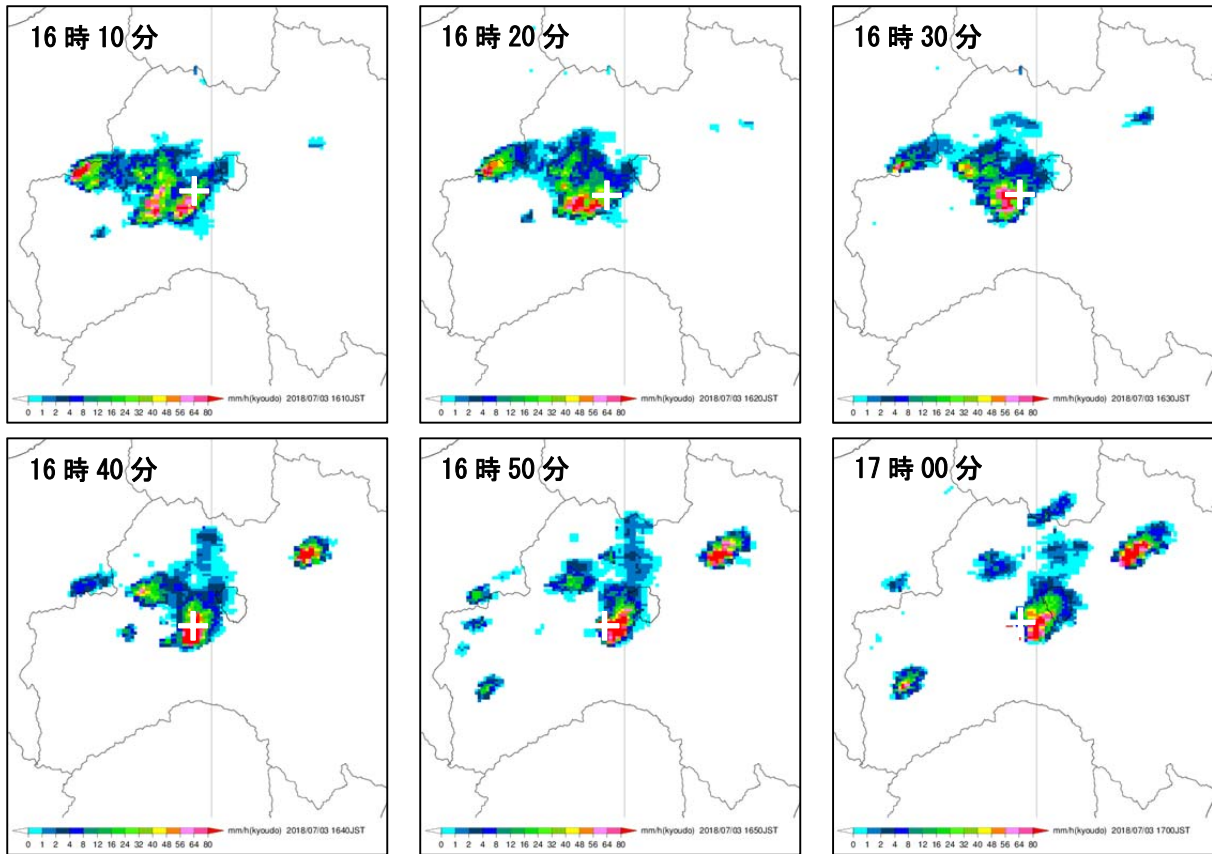 16時10分
16時20分
16時30分
mm/h(kyoudo) 2018/07/03 1610JST
0 1 2 4 8 12 16 24 32 40 48 56 64 80
mm/h(kyoudo) 2018/07/03 1620JST
0 1 2 4 8 12 16 24 32 40 48 56 64 80
mm/h(kyoudo) 2018/07/03 1630JST
0 1 2 4 8 12 16 24 32 40 48 56 64 80
16時40分
16時50分
17時00分
mm/h(kyoudo) 2018/07/03 1640JST
0 1 2 4 8 12 16 24 32 40 48 56 64 80
mm/h(kyoudo) 2018/07/03 1650JST
0 1 2 4 8 12 16 24 32 40 48 56 64 80
mm/h(kyoudo) 2018/07/03 1700JST
0 1 2 4 8 12 16 24 32 40 48 56 64 80